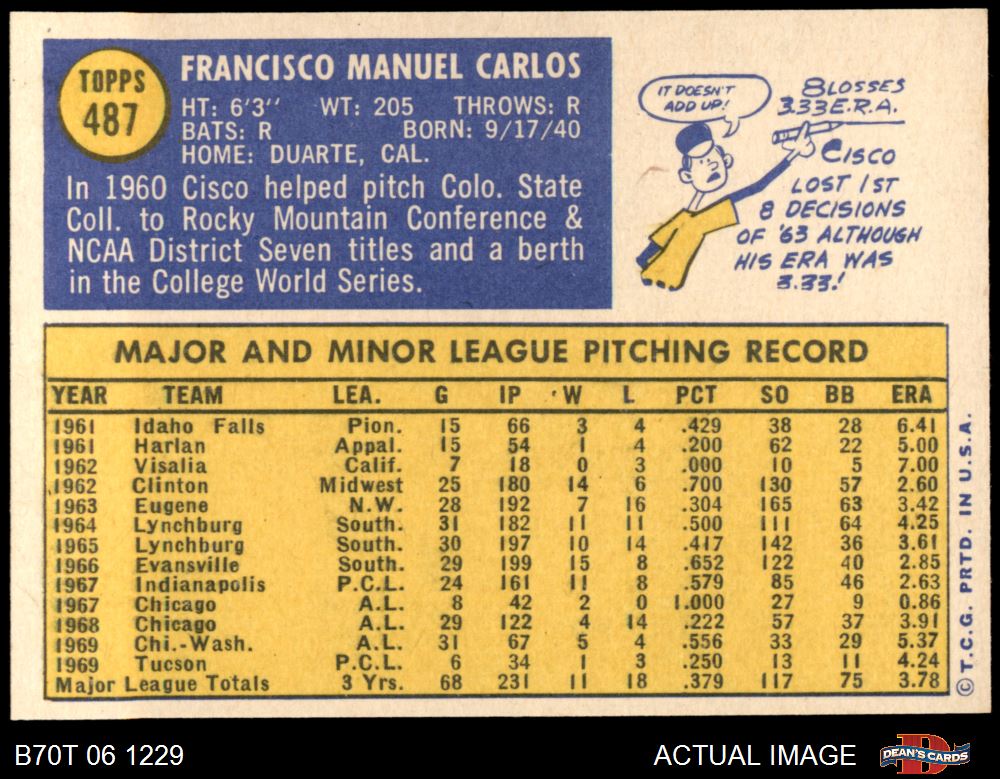 TOPPS
487
FRANCISCO MANUEL CARLOS
HT: 6'3" WT: 205 THROWS: R
BATS: R BORN: 9/17/40
HOME: DUARTE, CAL.
In 1960 Cisco helped pitch Colo. State
Coll. to Rocky Mountain Conference &
NCAA District Seven titles and a berth
in the College World Series.
IT DOESN'T
ADD UP!
8 LOSSES
3.33 E.R.A.
CISCO
LOST 1ST
8 DECISIONS
OF '63 ALTHOUGH
HIS ERA WAS
3.33!
MAJOR AND MINOR LEAGUE PITCHING RECORD
YEAR TEAM LEA. G IP W L PCT SO BB ERA
1961 Idaho Falls Pion. 15 66 3 4 .429 38 28 6.41
1961 Harlan Appal. 15 54 1 4 .200 62 22 5.00
1962 Visalia Calif. 7 18 0 3 .000 10 5 7.00
1962 Clinton Midwest 25 180 14 6 .700 130 57 2.60
1963 Eugene N.W. 28 192 7 16 .304 165 63 3.42
1964 Lynchburg South. 31 182 11 11 .500 111 64 4.25
1965 Lynchburg South. 30 197 10 14 .417 142 36 3.61
1966 Evansville South. 29 199 15 8 .652 122 40 2.85
1967 Indianapolis P.C.L. 24 161 11 8 .579 85 46 2.63
1967 Chicago A.L. 8 42 2 0 1.000 27 9 0.86
1968 Chicago A.L. 29 122 4 14 .222 57 37 3.91
1969 Chi.-Wash. A.L. 31 67 5 4 .556 33 29 5.37
1969 Tucson P.C.L. 6 34 1 3 .250 13 11 4.24
Major League Totals 3 Yrs. 68 231 11 18 .379 117 75 3.78
© T.C.G. PRTD. IN U.S.A.
B70T 06 1229
ACTUAL IMAGE
DEAN'S CARDS